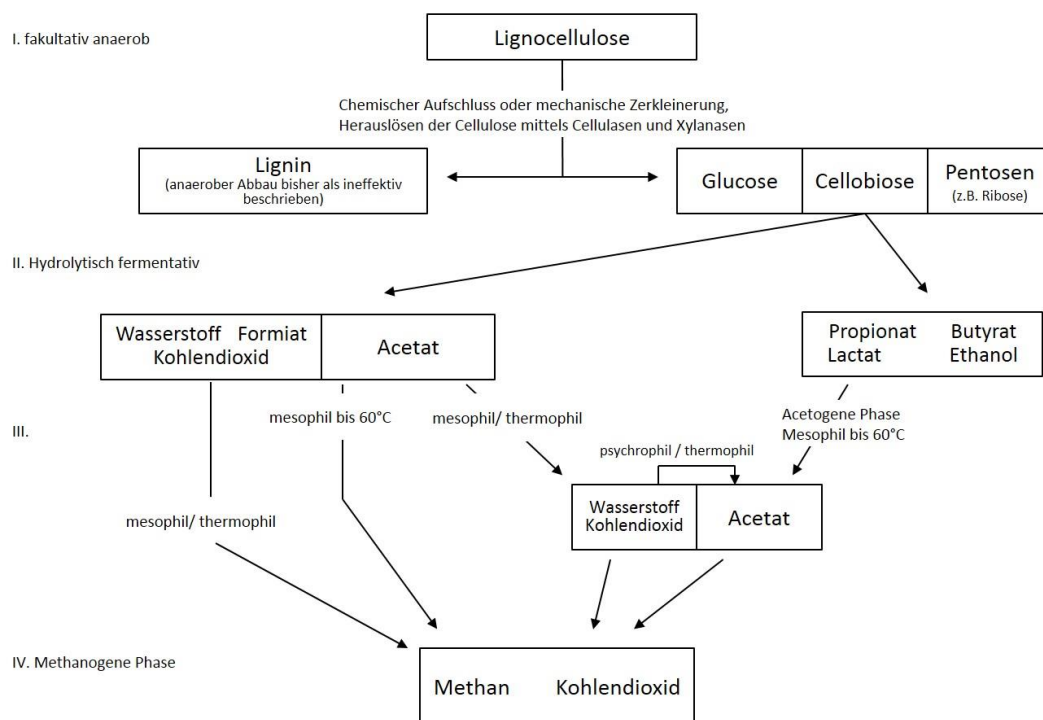 I. fakultativ anaerob
Lignocellulose
Chemischer Aufschluss oder mechanische Zerkleinerung,
Herauslösen der Cellulose mittels Cellulasen und Xylanasen
Lignin
(anaerober Abbau bisher als ineffektiv
beschrieben)
Glucose
Cellobiose
Pentosen
(z.B. Ribose)
II. Hydrolytisch fermentativ
Wasserstoff Formiat
Kohlendioxid
Acetat
Propionat Butyrat
Lactat Ethanol
mesophil bis 60°C
mesophil/ thermophil
Acetogene Phase
Mesophil bis 60°C
III.
psychrophil / thermophil
Wasserstoff
Kohlendioxid
Acetat
mesophil/ thermophil
IV. Methanogene Phase
Methan Kohlendioxid